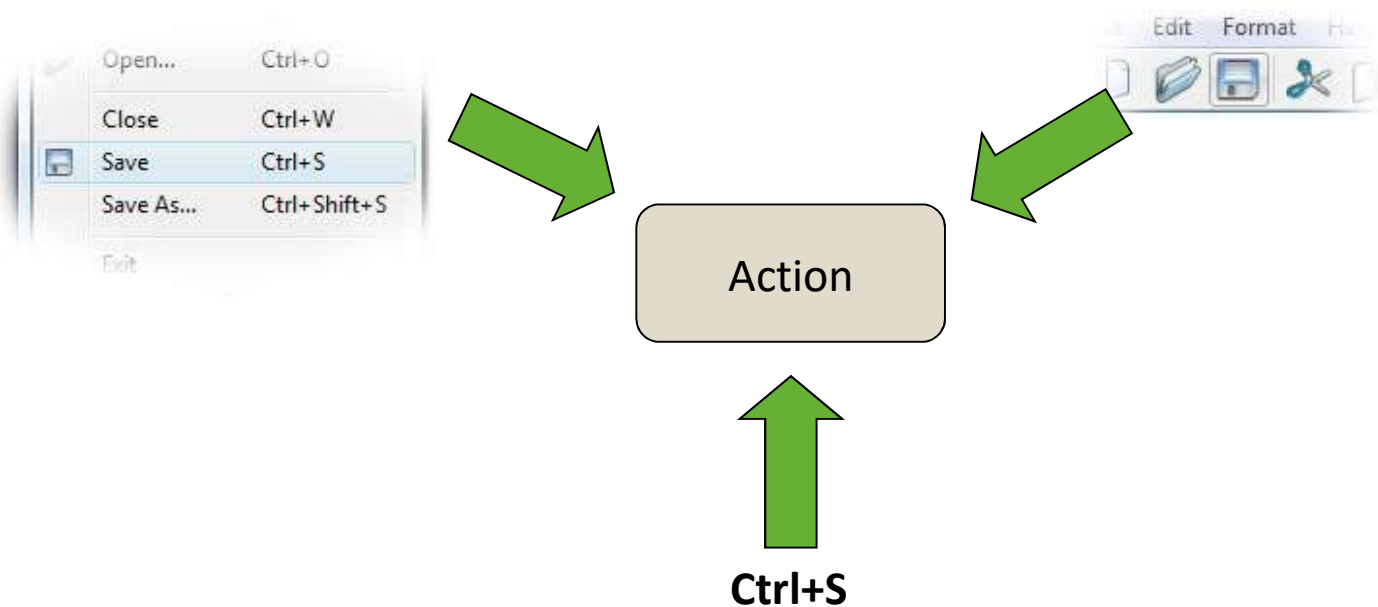 Open... Ctrl+O
Close Ctrl+W
Save Ctrl+S
Save As... Ctrl+Shift+S
Exit
Edit Format
Action
Ctrl+S